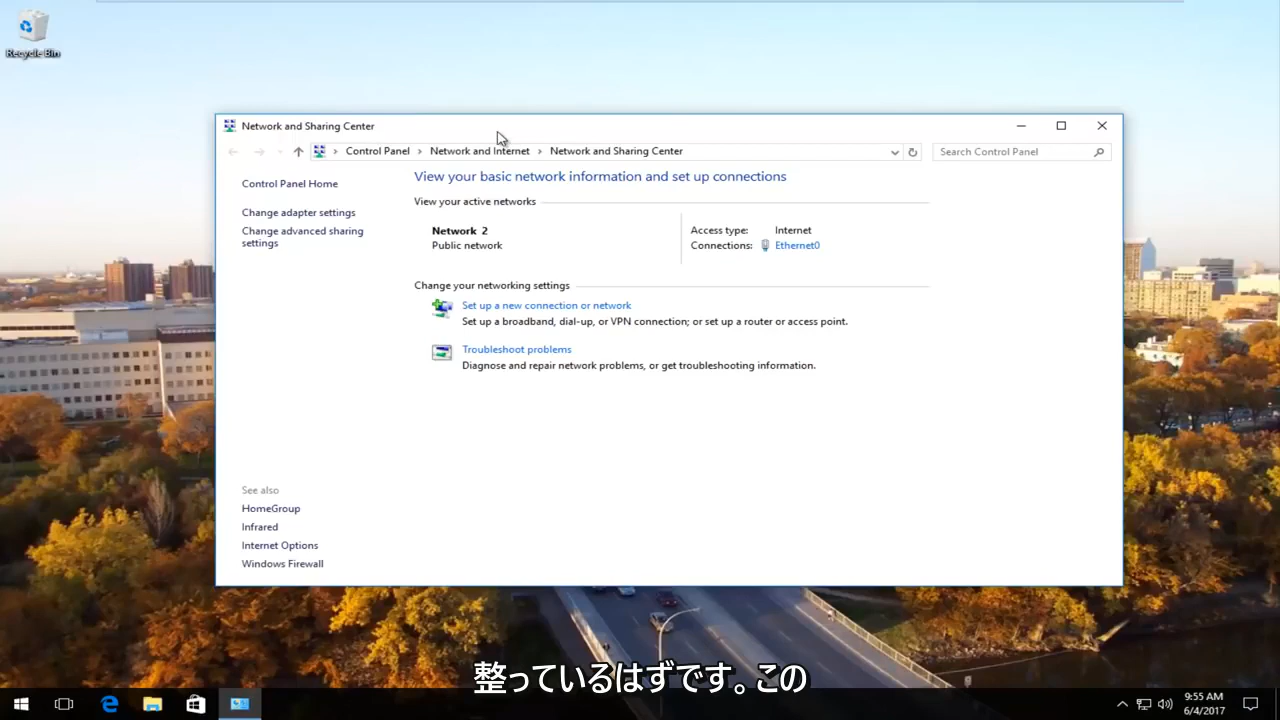 Recycle Bin
Network and Sharing Center
Control Panel
Network and Internet
Network and Sharing Center
Search Control Panel
Control Panel Home
Change adapter settings
Change advanced sharing
settings
View your basic network information and set up connections
View your active networks
Network 2
Public network
Access type: Internet
Connections: Ethernet0
Change your networking settings
Set up a new connection or network
Set up a broadband, dial-up, or VPN connection; or set up a router or access point.
Troubleshoot problems
Diagnose and repair network problems, or get troubleshooting information.
See also
HomeGroup
Infrared
Internet Options
Windows Firewall
整っているはずです。この
9:55 AM
6/4/2017